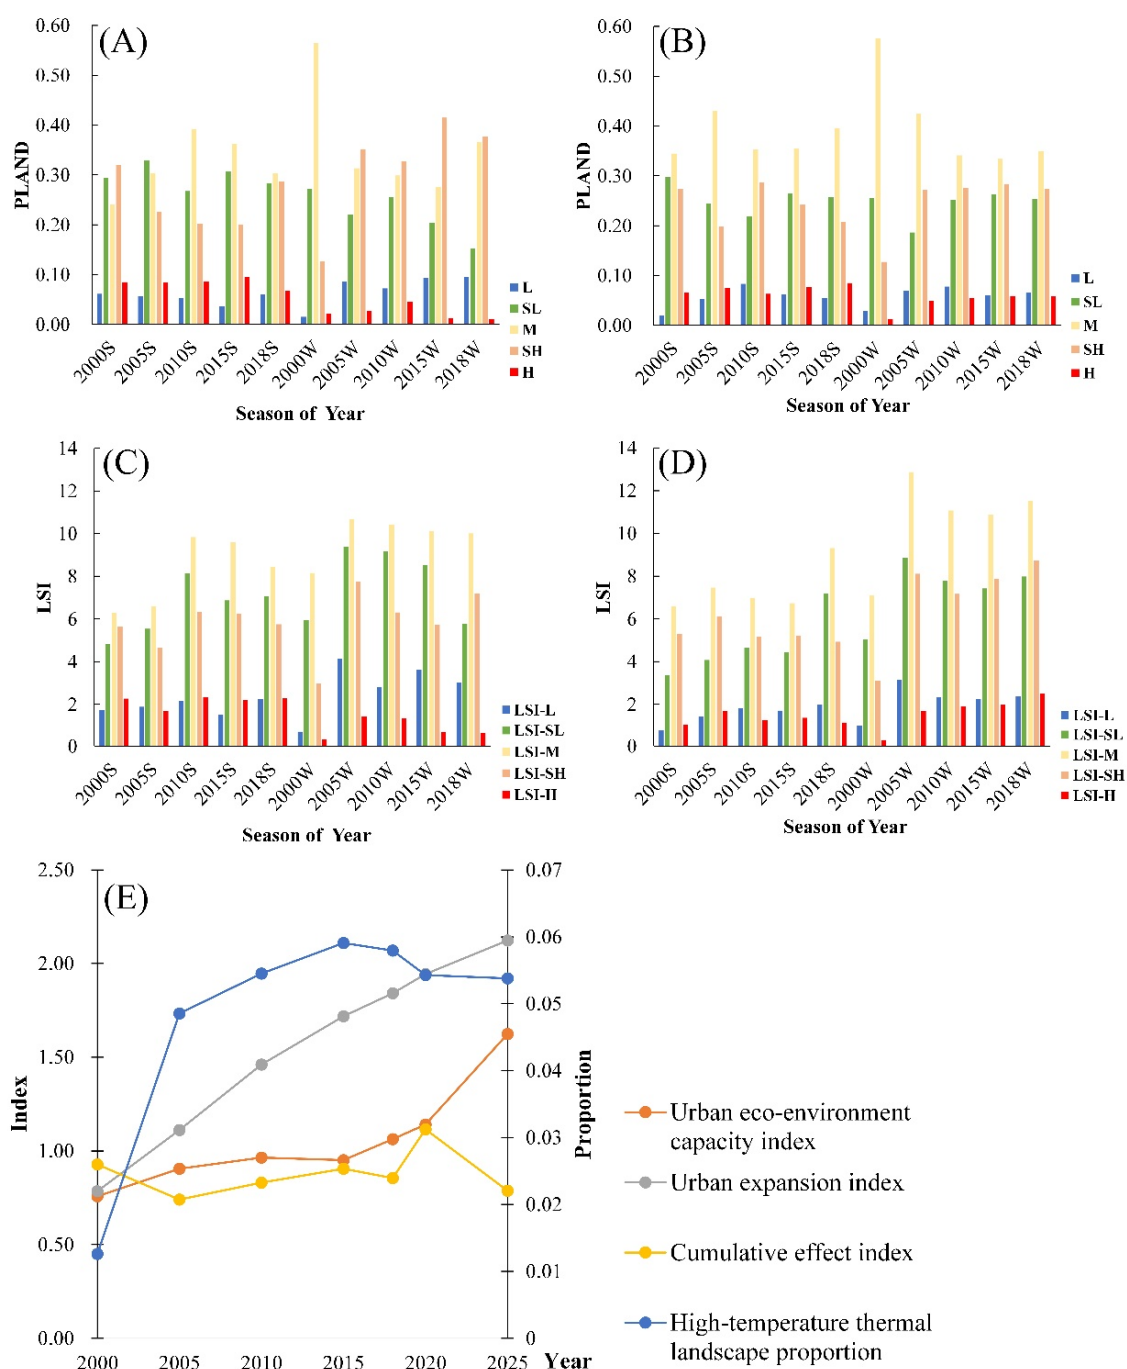 (A)
0.60
0.50
0.40
0.30
0.20
0.10
0.00
PLAND
2000S
2005S
2010S
2015S
2018S
2000W
2005W
2010W
2015W
2018W
Season of Year
L
SL
M
SH
H
(B)
0.60
0.50
0.40
0.30
0.20
0.10
0.00
PLAND
2000S
2005S
2010S
2015S
2018S
2000W
2005W
2010W
2015W
2018W
Season of Year
L
SL
M
SH
H
(C)
14
12
10
8
6
4
2
0
LSI
2000S
2005S
2010S
2015S
2018S
2000W
2005W
2010W
2015W
2018W
Season of Year
LSI-L
LSI-SL
LSI-M
LSI-SH
LSI-H
(D)
14
12
10
8
6
4
2
0
LSI
2000S
2005S
2010S
2015S
2018S
2000W
2005W
2010W
2015W
2018W
Season of Year
LSI-L
LSI-SL
LSI-M
LSI-SH
LSI-H
(E)
2.50
2.00
1.50
1.00
0.50
0.00
Index
0.07
0.06
0.05
0.04
0.03
0.02
0.01
0
Proportion
2000
2005
2010
2015
2020
2025
Year
Urban eco-environment
capacity index
Urban expansion index
Cumulative effect index
High-temperature thermal
landscape proportion